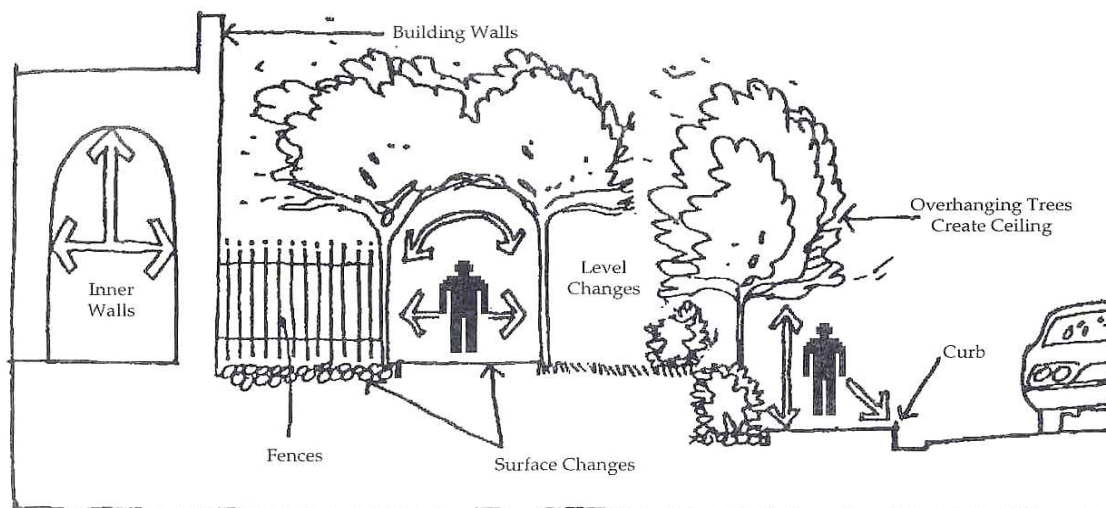 Building Walls
Overhanging Trees
Create Ceiling
Level
Changes
Inner
Walls
Curb
Fences
Surface Changes